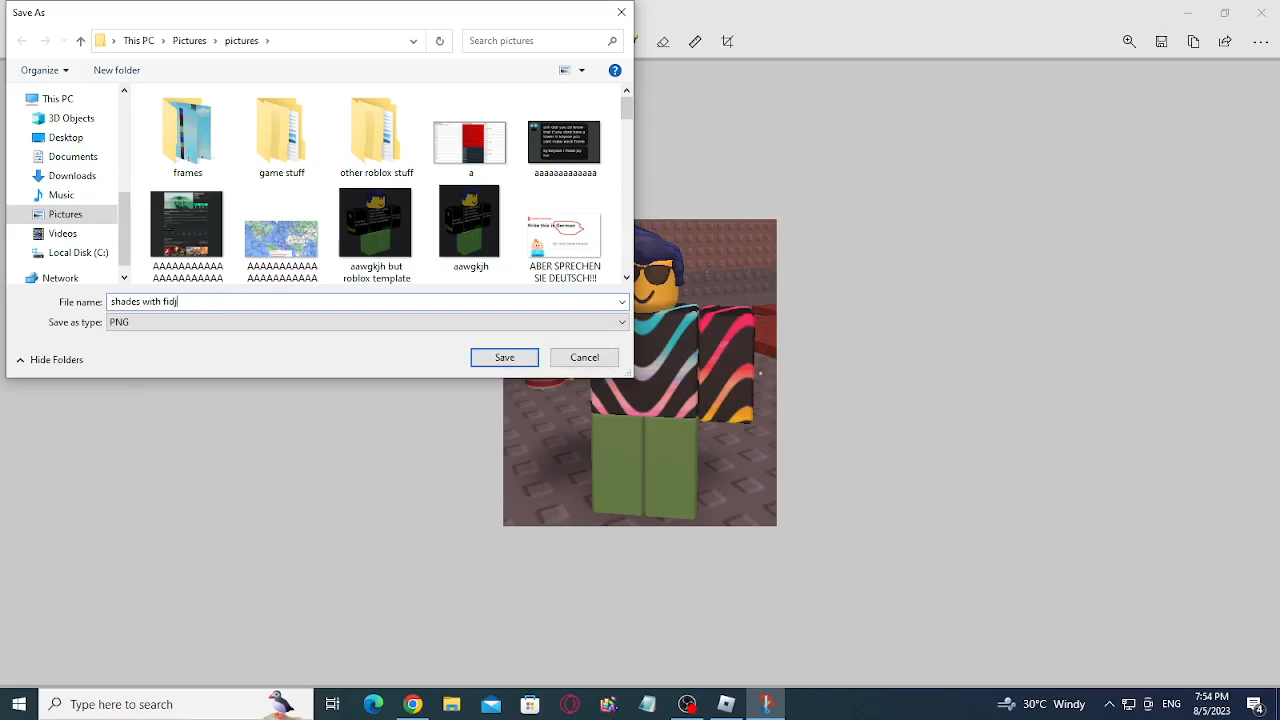 Save As
This PC
Pictures
pictures
Search pictures
Organize
New folder
This PC
3D Objects
Desktop
Documents
Downloads
Music
Pictures
Videos
Local Disk (C:)
Network
frames
game stuff
other roblox stuff
a
aaaaaaaaaaaaa
AAAAAAAAAAA
AAAAAAAAAAA
AAAAAAAAAAA
AAAAAAAAAAA
aawgkjh but
roblox template
aawgkjh
ABER SPRECHEN
SIE DEUTSCH!!!
File name:
shades with fidj
Save as type:
PNG
Hide Folders
Save
Cancel
Type here to search
30°C Windy
ENG
7:54 PM
8/5/2023